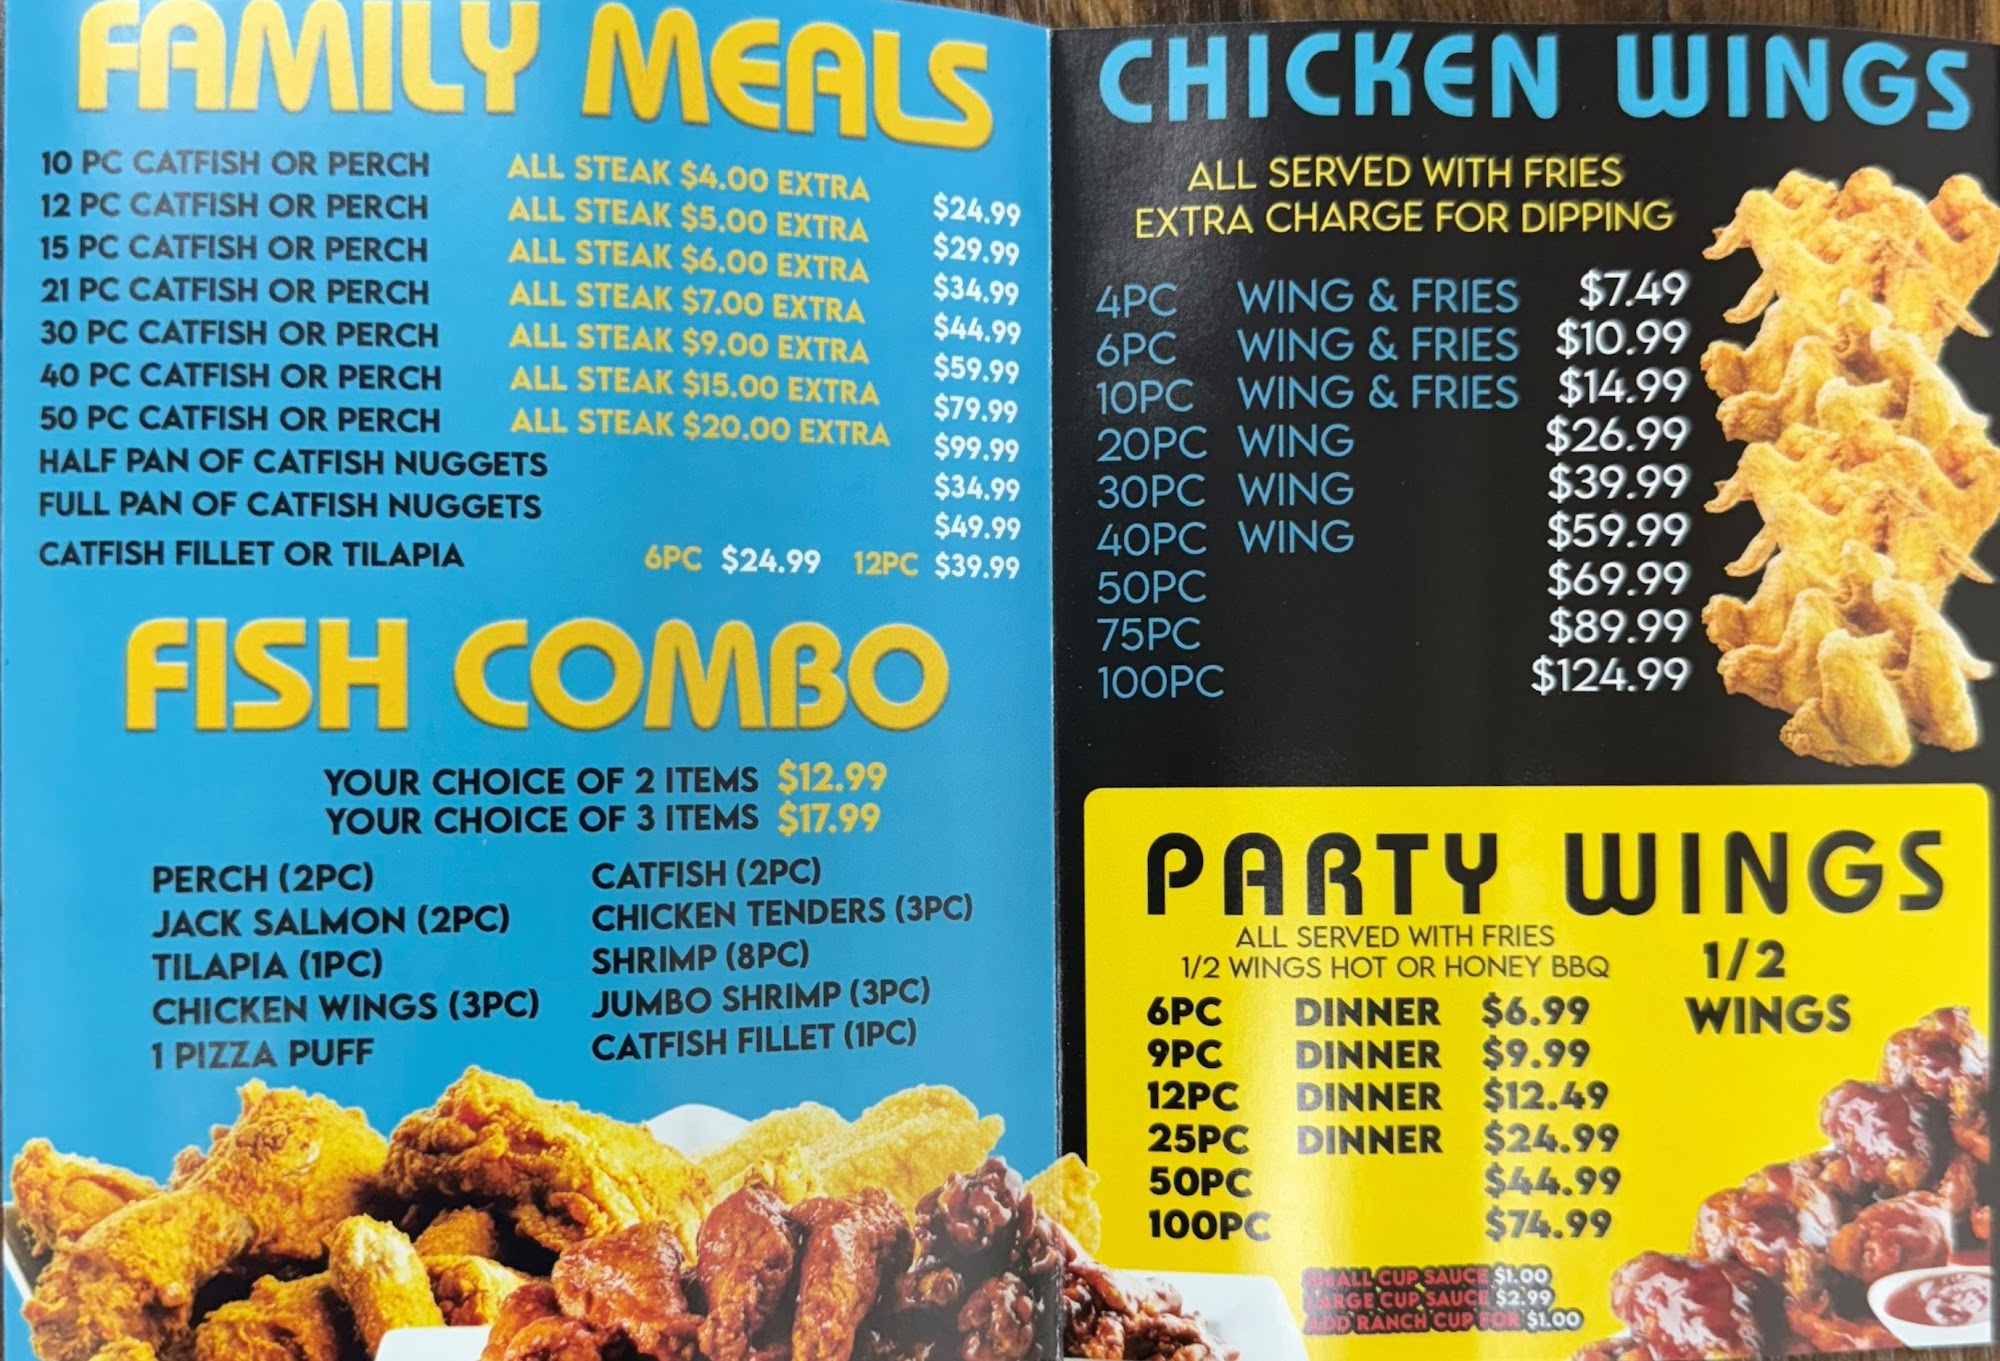 FAMILY MEALS
10 PC CATFISH OR PERCH ALL STEAK $4.00 EXTRA $24.99
12 PC CATFISH OR PERCH ALL STEAK $5.00 EXTRA $29.99
15 PC CATFISH OR PERCH ALL STEAK $6.00 EXTRA $34.99
21 PC CATFISH OR PERCH ALL STEAK $7.00 EXTRA $44.99
30 PC CATFISH OR PERCH ALL STEAK $9.00 EXTRA $59.99
40 PC CATFISH OR PERCH ALL STEAK $15.00 EXTRA $79.99
50 PC CATFISH OR PERCH ALL STEAK $20.00 EXTRA $99.99
HALF PAN OF CATFISH NUGGETS $34.99
FULL PAN OF CATFISH NUGGETS $49.99
CATFISH FILLET OR TILAPIA 6PC $24.99 12PC $39.99
FISH COMBO
YOUR CHOICE OF 2 ITEMS $12.99
YOUR CHOICE OF 3 ITEMS $17.99
PERCH (2PC)
JACK SALMON (2PC)
TILAPIA (1PC)
CHICKEN WINGS (3PC)
1 PIZZA PUFF
CATFISH (2PC)
CHICKEN TENDERS (3PC)
SHRIMP (8PC)
JUMBO SHRIMP (3PC)
CATFISH FILLET (1PC)
CHICKEN WINGS
ALL SERVED WITH FRIES
EXTRA CHARGE FOR DIPPING
4PC WING & FRIES $7.49
6PC WING & FRIES $10.99
10PC WING & FRIES $14.99
20PC WING $26.99
30PC WING $39.99
40PC WING $59.99
50PC $69.99
75PC $89.99
100PC $124.99
PARTY WINGS
ALL SERVED WITH FRIES
1/2 WINGS HOT OR HONEY BBQ
1/2
WINGS
6PC DINNER $6.99
9PC DINNER $9.99
12PC DINNER $12.49
25PC DINNER $24.99
50PC $44.99
100PC $74.99
SMALL CUP SAUCE $1.00
LARGE CUP SAUCE $2.99
ADD RANCH CUP FOR $1.00